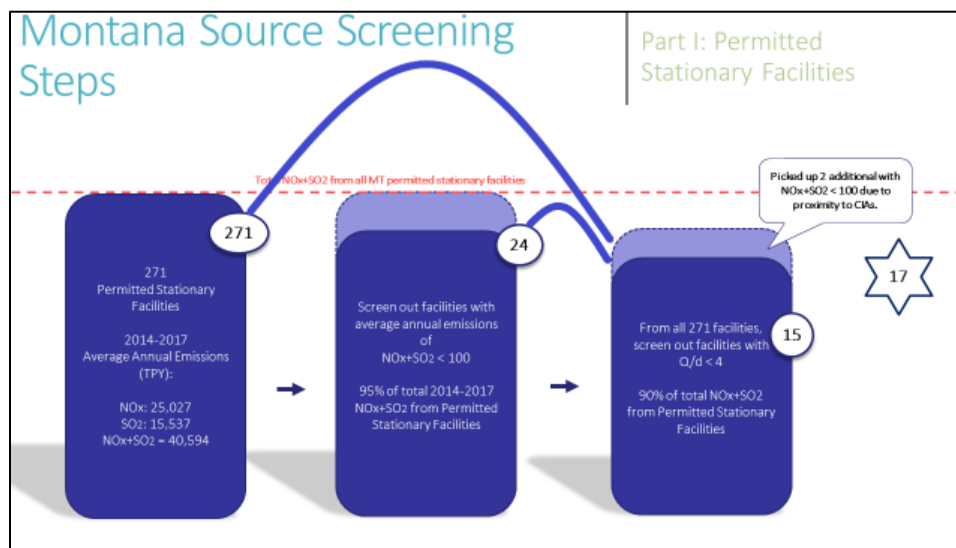 Montana Source Screening
Steps
Part I: Permitted
Stationary Facilities
Total NOx+SO2 from all MT permitted stationary facilities
Picked up 2 additional with
NOx+SO2 < 100 due to
proximity to CIAs.
271
24
17
15
271
Permitted Stationary
Facilities
2014-2017
Average Annual Emissions
(TPY):
NOx: 25,027
SO2: 15,537
NOx+SO2 = 40,594
Screen out facilities with
average annual emissions
of
NOx+SO2 < 100
95% of total 2014-2017
NOx+SO2 from Permitted
Stationary Facilities
From all 271 facilities,
screen out facilities with
Q/d < 4
90% of total NOx+SO2
from Permitted Stationary
Facilities